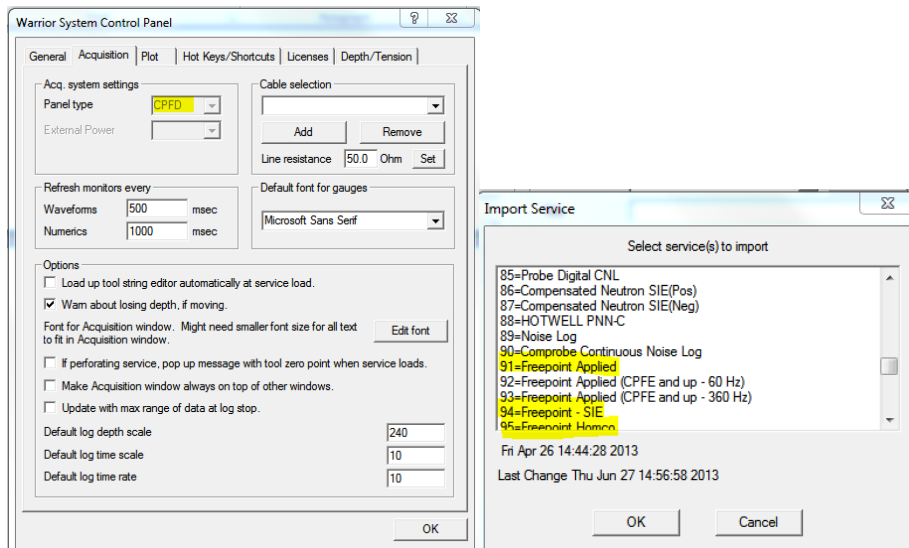 Warrior System Control Panel
General Acquisition Plot Hot Keys/Shortcuts Licenses Depth/Tension
Acq. system settings
Panel type CPFD
External Power
Cable selection
Add Remove
Line resistance 50.0 Ohm Set
Refresh monitors every
Waveforms 500 msec
Numerics 1000 msec
Default font for gauges
Microsoft Sans Serif
Options
Load up tool string editor automatically at service load.
Warn about losing depth, if moving.
Font for Acquisition window. Might need smaller font size for all text
to fit in Acquisition window.
Edit font
If perforating service, pop up message with tool zero point when service loads.
Make Acquisition window always on top of other windows.
Update with max range of data at log stop.
Default log depth scale 240
Default log time scale 10
Default log time rate 10
OK
Import Service
Select service(s) to import
85=Probe Digital CNL
86=Compensated Neutron SIE(Pos)
87=Compensated Neutron SIE(Neg)
88=HOTWELL PNN-C
89=Noise Log
90=Comprobe Continuous Noise Log
91=Freepoint Applied
92=Freepoint Applied (CPFE and up - 60 Hz)
93=Freepoint Applied (CPFE and up - 360 Hz)
94=Freepoint - SIE
95=Freepoint Homco
Fri Apr 26 14:44:28 2013
Last Change Thu Jun 27 14:56:58 2013
OK Cancel